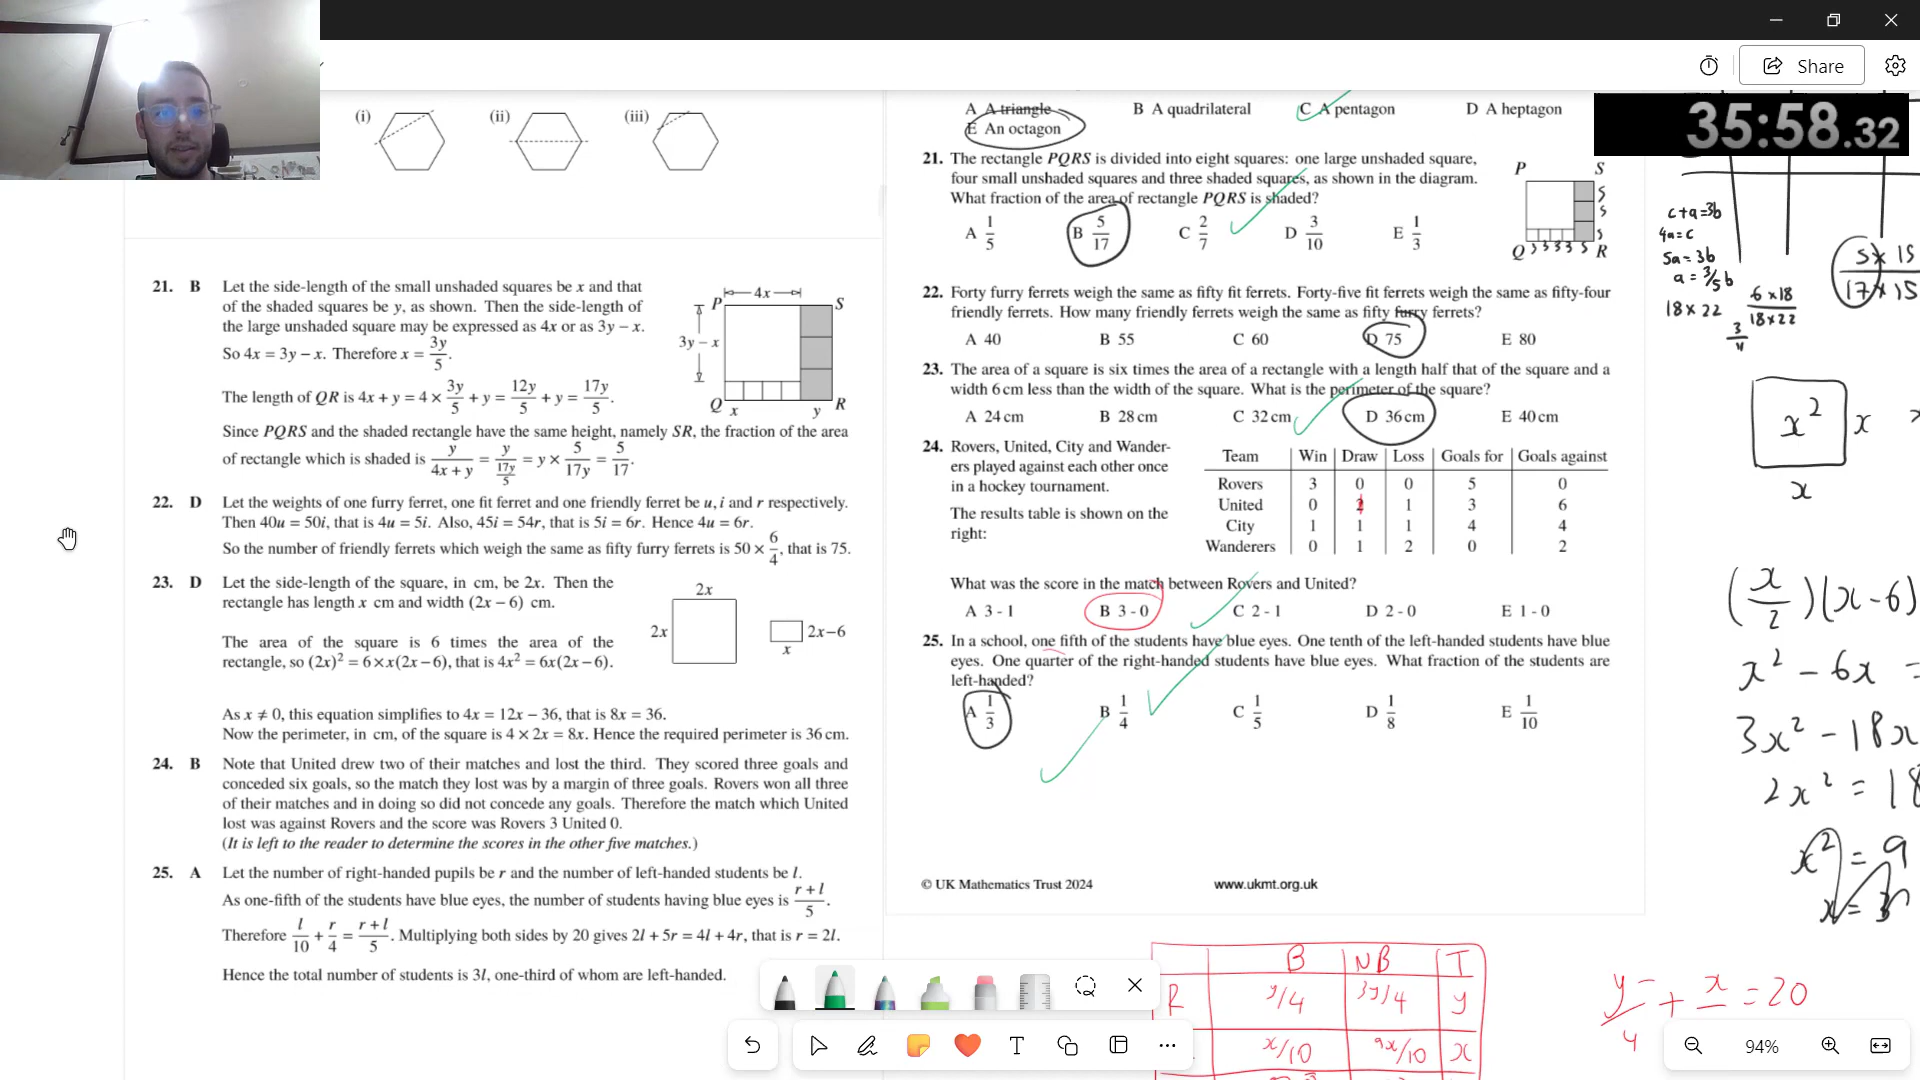 Share
35:58.32
(i) (ii) (iii)
21. B Let the side-length of the small unshaded squares be x and that
of the shaded squares be y, as shown. Then the side-length of
the large unshaded square may be expressed as 4x or as 3y − x.
So 4x = 3y − x. Therefore x = 3y/5.
The length of QR is 4x + y = 4 × 3y/5 + y = 12y/5 + y = 17y/5.
4x
P S
3y − x
Q x y R
Since PQRS and the shaded rectangle have the same height, namely SR, the fraction of the area
of rectangle which is shaded is y/(4x + y) = y/(17y/5) = y × 5/17y = 5/17.
22. D Let the weights of one furry ferret, one fit ferret and one friendly ferret be u, i and r respectively.
Then 40u = 50i, that is 4u = 5i. Also, 45i = 54r, that is 5i = 6r. Hence 4u = 6r.
So the number of friendly ferrets which weigh the same as fifty furry ferrets is 50 × 6/4, that is 75.
23. D Let the side-length of the square, in cm, be 2x. Then the
rectangle has length x cm and width (2x − 6) cm.
The area of the square is 6 times the area of the
rectangle, so (2x)² = 6 × x(2x − 6), that is 4x² = 6x(2x − 6).
2x
2x 2x−6
x
As x ≠ 0, this equation simplifies to 4x = 12x − 36, that is 8x = 36.
Now the perimeter, in cm, of the square is 4 × 2x = 8x. Hence the required perimeter is 36 cm.
24. B Note that United drew two of their matches and lost the third. They scored three goals and
conceded six goals, so the match they lost was by a margin of three goals. Rovers won all three
of their matches and in doing so did not concede any goals. Therefore the match which United
lost was against Rovers and the score was Rovers 3 United 0.
(It is left to the reader to determine the scores in the other five matches.)
25. A Let the number of right-handed pupils be r and the number of left-handed students be l.
As one-fifth of the students have blue eyes, the number of students having blue eyes is (r + l)/5.
Therefore l/10 + r/4 = (r + l)/5. Multiplying both sides by 20 gives 2l + 5r = 4l + 4r, that is r = 2l.
Hence the total number of students is 3l, one-third of whom are left-handed.
A A triangle B A quadrilateral C A pentagon D A heptagon
E An octagon
21. The rectangle PQRS is divided into eight squares: one large unshaded square,
four small unshaded squares and three shaded squares, as shown in the diagram.
What fraction of the area of rectangle PQRS is shaded?
A 1/5 B 5/17 C 2/7 D 3/10 E 1/3
P S
Q R
22. Forty furry ferrets weigh the same as fifty fit ferrets. Forty-five fit ferrets weigh the same as fifty-four
friendly ferrets. How many friendly ferrets weigh the same as fifty furry ferrets?
A 40 B 55 C 60 D 75 E 80
23. The area of a square is six times the area of a rectangle with a length half that of the square and a
width 6 cm less than the width of the square. What is the perimeter of the square?
A 24 cm B 28 cm C 32 cm D 36 cm E 40 cm
24. Rovers, United, City and Wander-
ers played against each other once
in a hockey tournament.
The results table is shown on the
right:
Team Win Draw Loss Goals for Goals against
Rovers 3 0 0 5 0
United 0 2 1 3 6
City 1 1 1 4 4
Wanderers 0 1 2 0 2
What was the score in the match between Rovers and United?
A 3 - 1 B 3 - 0 C 2 - 1 D 2 - 0 E 1 - 0
25. In a school, one fifth of the students have blue eyes. One tenth of the left-handed students have blue
eyes. One quarter of the right-handed students have blue eyes. What fraction of the students are
left-handed?
A 1/3 B 1/4 C 1/5 D 1/8 E 1/10
© UK Mathematics Trust 2024 www.ukmt.org.uk
c+a=3b
4a=c
5a=3b
a=3/5 b
18×22
6×18
18×22
3/4
5×15
17×15
x² x
x
(x/2)(x-6)
x² - 6x =
3x² - 18x
2x² = 18
x² = 9
x = 3
B NB T
R y/4 3y/4 y
x/10 9x/10 x
y/4 + x = 20
T
94%